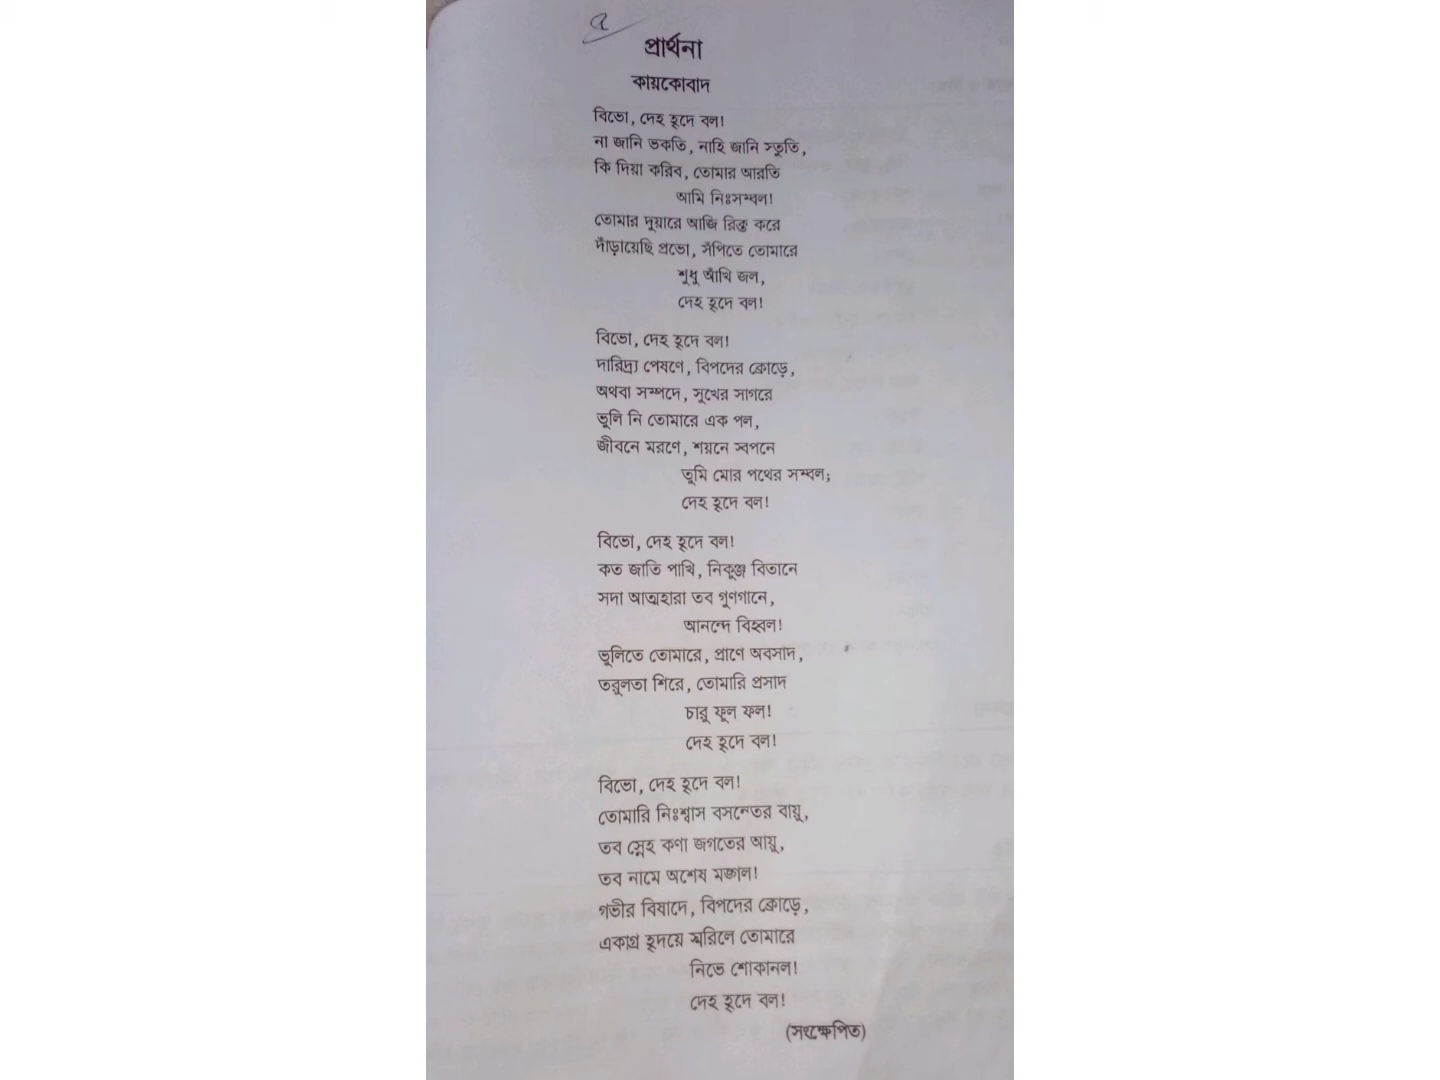 প্রার্থনা
কায়কোবাদ
বিভো, দেহ হৃদে বল!
না জানি ভকতি, নাহি জানি স্তুতি,
কি দিয়া করিব, তোমার আরতি
আমি নিঃসম্বল!
তোমার দুয়ারে আজি রিক্ত করে
দাঁড়ায়েছি প্রভো, সঁপিতে তোমারে
শুধু আঁখি জল,
দেহ হৃদে বল!
বিভো, দেহ হৃদে বল!
দারিদ্র্য পেষণে, বিপদের ক্রোড়ে,
অথবা সম্পদে, সুখের সাগরে
ভুলি নি তোমারে এক পল,
জীবনে মরণে, শয়নে স্বপনে
তুমি মোর পথের সম্বল;
দেহ হৃদে বল!
বিভো, দেহ হৃদে বল!
কত জাতি পাখি, নিকুঞ্জ বিতানে
সদা আত্মহারা তব গুণগানে,
আনন্দে বিহ্বল!
ভুলিতে তোমারে, প্রাণে অবসাদ,
তরুলতা শিরে, তোমারি প্রসাদ
চারু ফুল ফল!
দেহ হৃদে বল!
বিভো, দেহ হৃদে বল!
তোমারি নিঃশ্বাস বসন্তের বায়ু,
তব স্নেহ কণা জগতের আয়ু,
তব নামে অশেষ মঙ্গল!
গভীর বিষাদে, বিপদের ক্রোড়ে,
একাগ্র হৃদয়ে স্মরিলে তোমারে
নিভে শোকানল!
দেহ হৃদে বল!
(সংক্ষেপিত)